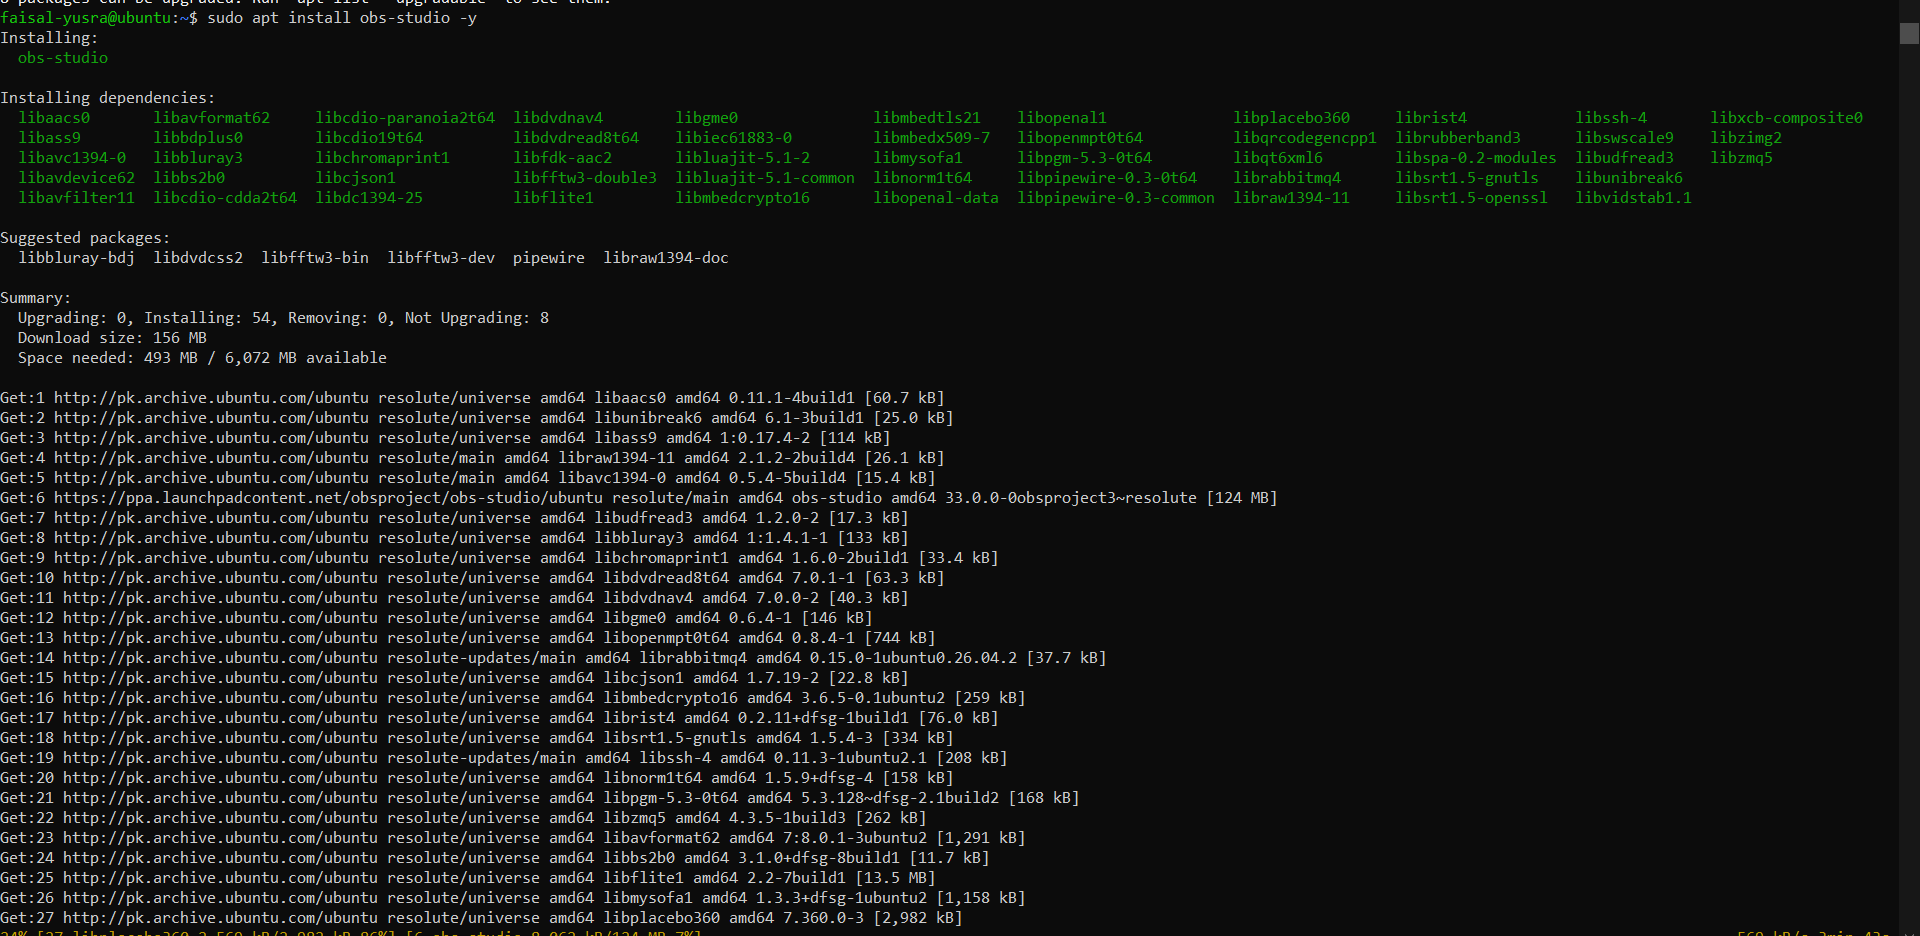 8 packages can be upgraded. Run 'apt list --upgradable' to see them.
faisal-yusra@ubuntu:~$ sudo apt install obs-studio -y
Installing:
  obs-studio

Installing dependencies:
  libaacs0       libavformat62    libcdio-paranoia2t64  libdvdnav4        libgme0              libmbedtls21    libopenal1             libplacebo360    librist4            libssh-4      libxcb-composite0
  libass9        libbdplus0       libcdio19t64          libdvdread8t64    libiec61883-0        libmbedx509-7   libopenmpt0t64         libqrcodegencpp1  librubberband3      libswscale9   libzimg2
  libavc1394-0   libbluray3       libchromaprint1       libfdk-aac2       libluajit-5.1-2      libmysofa1      libpgm-5.3-0t64        libqt6xml6       libspa-0.2-modules  libudfread3   libzmq5
  libavdevice62  libbs2b0         libcjson1             libfftw3-double3  libluajit-5.1-common  libnorm1t64     libpipewire-0.3-0t64   librabbitmq4     libsrt1.5-gnutls    libunibreak6
  libavfilter11  libcdio-cdda2t64  libdc1394-25          libflite1         libmbedcrypto16      libopenal-data  libpipewire-0.3-common  libraw1394-11    libsrt1.5-openssl   libvidstab1.1

Suggested packages:
  libbluray-bdj  libdvdcss2  libfftw3-bin  libfftw3-dev  pipewire  libraw1394-doc

Summary:
  Upgrading: 0, Installing: 54, Removing: 0, Not Upgrading: 8
  Download size: 156 MB
  Space needed: 493 MB / 6,072 MB available

Get:1 http://pk.archive.ubuntu.com/ubuntu resolute/universe amd64 libaacs0 amd64 0.11.1-4build1 [60.7 kB]
Get:2 http://pk.archive.ubuntu.com/ubuntu resolute/universe amd64 libunibreak6 amd64 6.1-3build1 [25.0 kB]
Get:3 http://pk.archive.ubuntu.com/ubuntu resolute/universe amd64 libass9 amd64 1:0.17.4-2 [114 kB]
Get:4 http://pk.archive.ubuntu.com/ubuntu resolute/main amd64 libraw1394-11 amd64 2.1.2-2build4 [26.1 kB]
Get:5 http://pk.archive.ubuntu.com/ubuntu resolute/main amd64 libavc1394-0 amd64 0.5.4-5build4 [15.4 kB]
Get:6 https://ppa.launchpadcontent.net/obsproject/obs-studio/ubuntu resolute/main amd64 obs-studio amd64 33.0.0-0obsproject3~resolute [124 MB]
Get:7 http://pk.archive.ubuntu.com/ubuntu resolute/universe amd64 libudfread3 amd64 1.2.0-2 [17.3 kB]
Get:8 http://pk.archive.ubuntu.com/ubuntu resolute/universe amd64 libbluray3 amd64 1:1.4.1-1 [133 kB]
Get:9 http://pk.archive.ubuntu.com/ubuntu resolute/universe amd64 libchromaprint1 amd64 1.6.0-2build1 [33.4 kB]
Get:10 http://pk.archive.ubuntu.com/ubuntu resolute/universe amd64 libdvdread8t64 amd64 7.0.1-1 [63.3 kB]
Get:11 http://pk.archive.ubuntu.com/ubuntu resolute/universe amd64 libdvdnav4 amd64 7.0.0-2 [40.3 kB]
Get:12 http://pk.archive.ubuntu.com/ubuntu resolute/universe amd64 libgme0 amd64 0.6.4-1 [146 kB]
Get:13 http://pk.archive.ubuntu.com/ubuntu resolute/universe amd64 libopenmpt0t64 amd64 0.8.4-1 [744 kB]
Get:14 http://pk.archive.ubuntu.com/ubuntu resolute-updates/main amd64 librabbitmq4 amd64 0.15.0-1ubuntu0.26.04.2 [37.7 kB]
Get:15 http://pk.archive.ubuntu.com/ubuntu resolute/universe amd64 libcjson1 amd64 1.7.19-2 [22.8 kB]
Get:16 http://pk.archive.ubuntu.com/ubuntu resolute/universe amd64 libmbedcrypto16 amd64 3.6.5-0.1ubuntu2 [259 kB]
Get:17 http://pk.archive.ubuntu.com/ubuntu resolute/universe amd64 librist4 amd64 0.2.11+dfsg-1build1 [76.0 kB]
Get:18 http://pk.archive.ubuntu.com/ubuntu resolute/universe amd64 libsrt1.5-gnutls amd64 1.5.4-3 [334 kB]
Get:19 http://pk.archive.ubuntu.com/ubuntu resolute-updates/main amd64 libssh-4 amd64 0.11.3-1ubuntu2.1 [208 kB]
Get:20 http://pk.archive.ubuntu.com/ubuntu resolute/universe amd64 libnorm1t64 amd64 1.5.9+dfsg-4 [158 kB]
Get:21 http://pk.archive.ubuntu.com/ubuntu resolute/universe amd64 libpgm-5.3-0t64 amd64 5.3.128~dfsg-2.1build2 [168 kB]
Get:22 http://pk.archive.ubuntu.com/ubuntu resolute/universe amd64 libzmq5 amd64 4.3.5-1build3 [262 kB]
Get:23 http://pk.archive.ubuntu.com/ubuntu resolute/universe amd64 libavformat62 amd64 7:8.0.1-3ubuntu2 [1,291 kB]
Get:24 http://pk.archive.ubuntu.com/ubuntu resolute/universe amd64 libbs2b0 amd64 3.1.0+dfsg-8build1 [11.7 kB]
Get:25 http://pk.archive.ubuntu.com/ubuntu resolute/universe amd64 libflite1 amd64 2.2-7build1 [13.5 MB]
Get:26 http://pk.archive.ubuntu.com/ubuntu resolute/universe amd64 libmysofa1 amd64 1.3.3+dfsg-1ubuntu2 [1,158 kB]
Get:27 http://pk.archive.ubuntu.com/ubuntu resolute/universe amd64 libplacebo360 amd64 7.360.0-3 [2,982 kB]